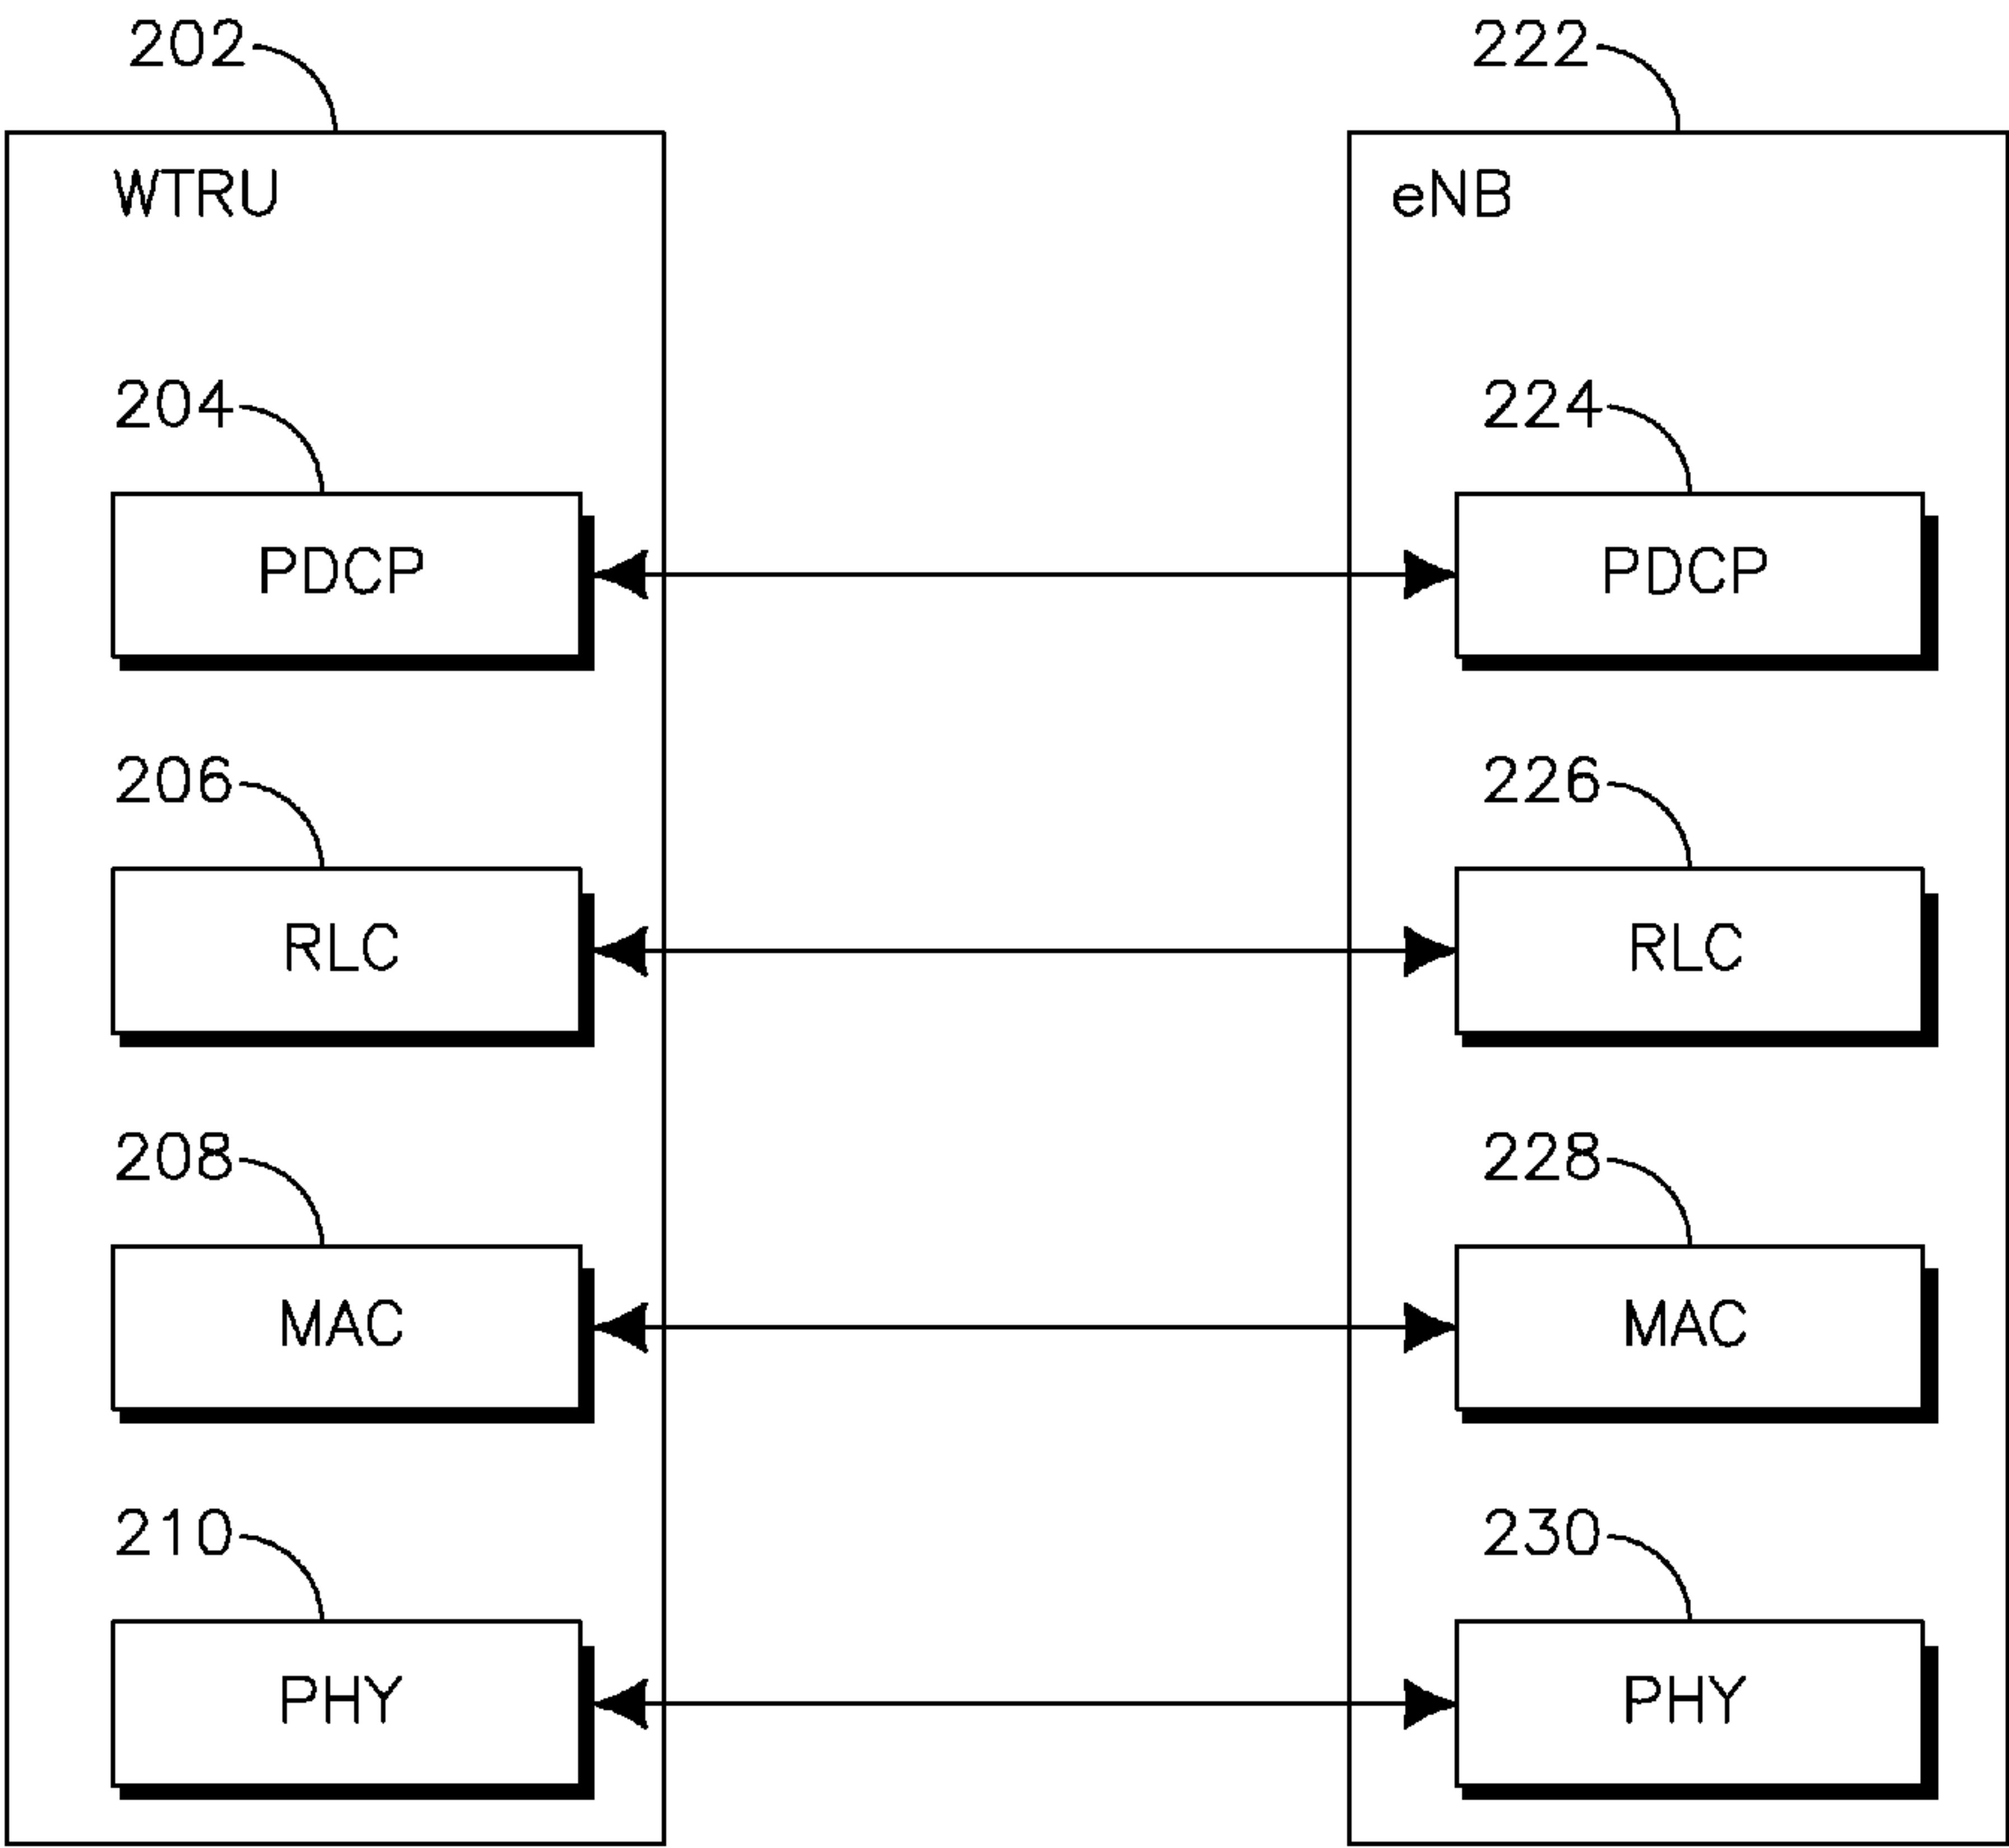 202 222
WTRU eNB
204 224
PDCP PDCP
206 226
RLC RLC
208 228
MAC MAC
210 230
PHY PHY